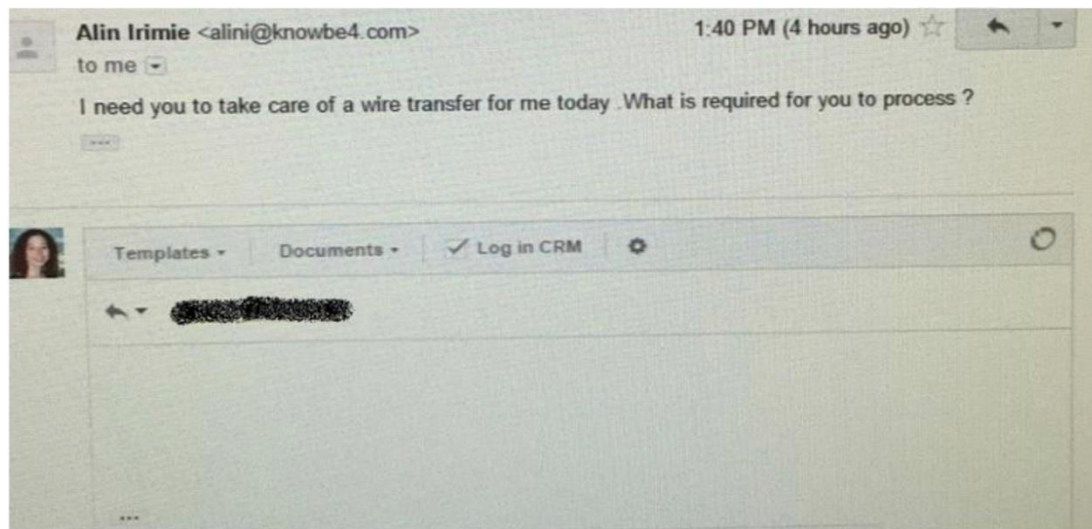 Alin Irimie <alini@knowbe4.com> 1:40 PM (4 hours ago)
to me
I need you to take care of a wire transfer for me today .What is required for you to process ?
Templates Documents Log in CRM